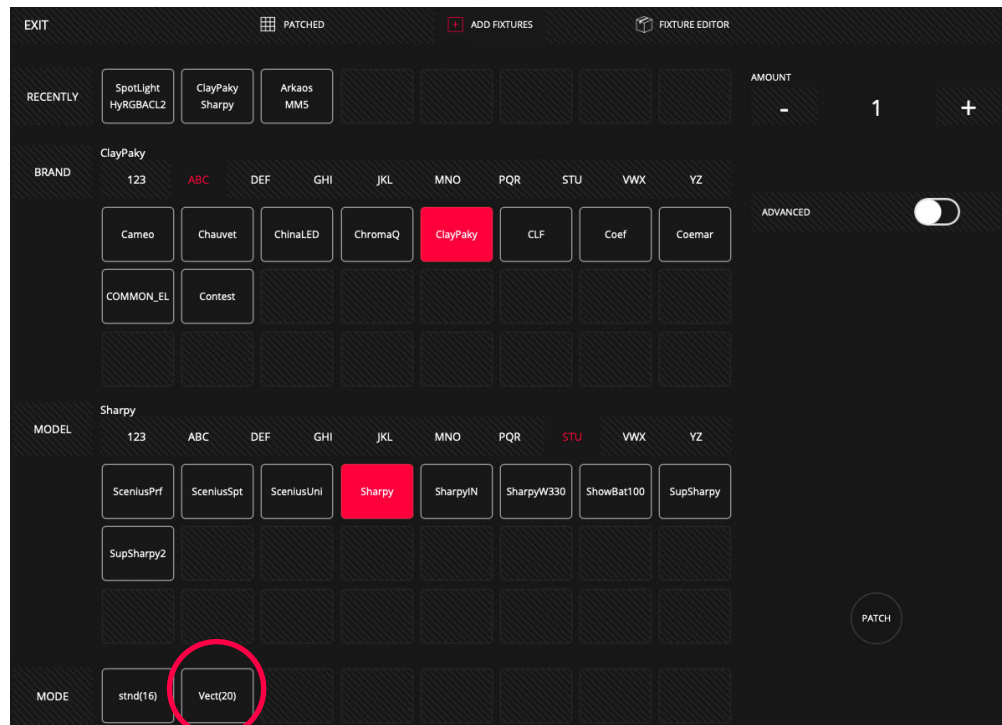 EXIT
PATCHED
+ ADD FIXTURES
FIXTURE EDITOR
RECENTLY
SpotLight
HyRGBACL2
ClayPaky
Sharpy
Arkaos
MM5
AMOUNT
- 1 +
BRAND
ClayPaky
123 ABC DEF GHI JKL MNO PQR STU VWX YZ
Cameo Chauvet ChinaLED ChromaQ ClayPaky CLF Coef Coemar
COMMON_EL Contest
ADVANCED
MODEL
Sharpy
123 ABC DEF GHI JKL MNO PQR STU VWX YZ
SceniusPrf SceniusSpt SceniusUni Sharpy SharpyIN SharpyW330 ShowBat100 SupSharpy
SupSharpy2
PATCH
MODE
stnd(16) Vect(20)